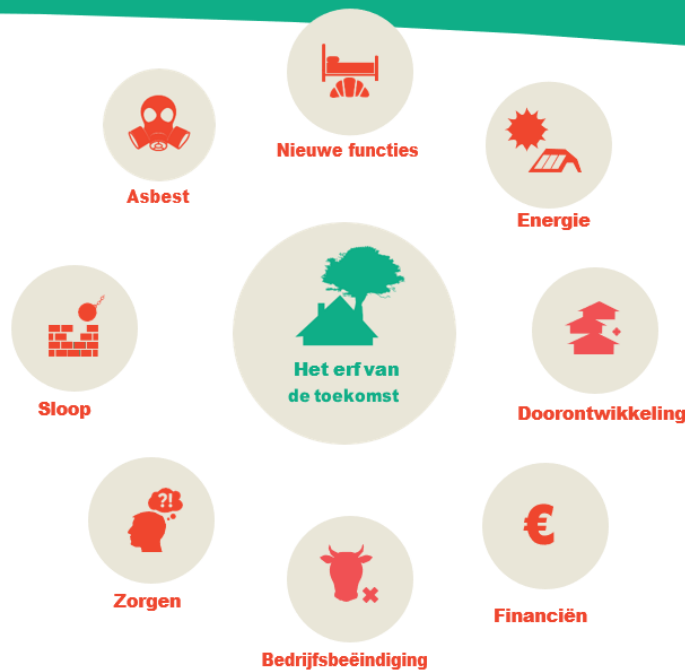 Nieuwe functies
Asbest
Energie
Het erf van
de toekomst
Sloop
Doorontwikkeling
?!
Zorgen
€
Financiën
Bedrijfsbeëindiging